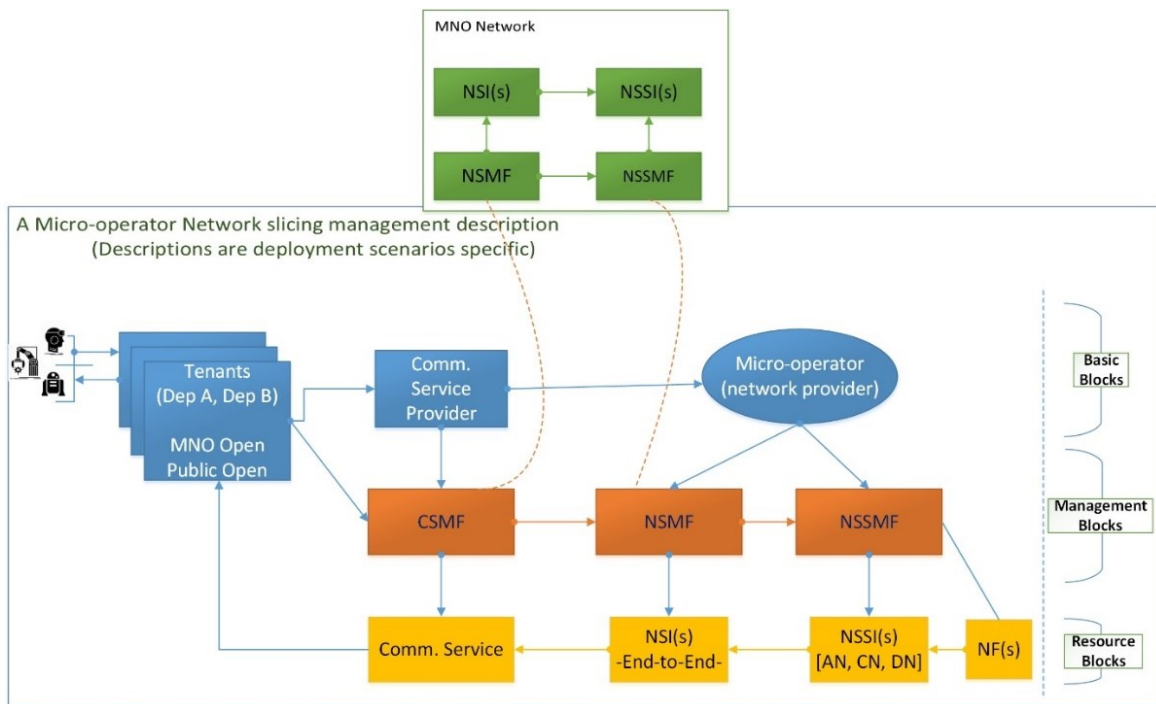 MNO Network
NSI(s)
NSSI(s)
NSMF
NSSMF
A Micro-operator Network slicing management description
(Descriptions are deployment scenarios specific)
Tenants
(Dep A, Dep B)
MNO Open
Public Open
Comm.
Service
Provider
Micro-operator
(network provider)
Basic
Blocks
CSMF
NSMF
NSSMF
Management
Blocks
Comm. Service
NSI(s)
-End-to-End-
NSSI(s)
[AN, CN, DN]
NF(s)
Resource
Blocks